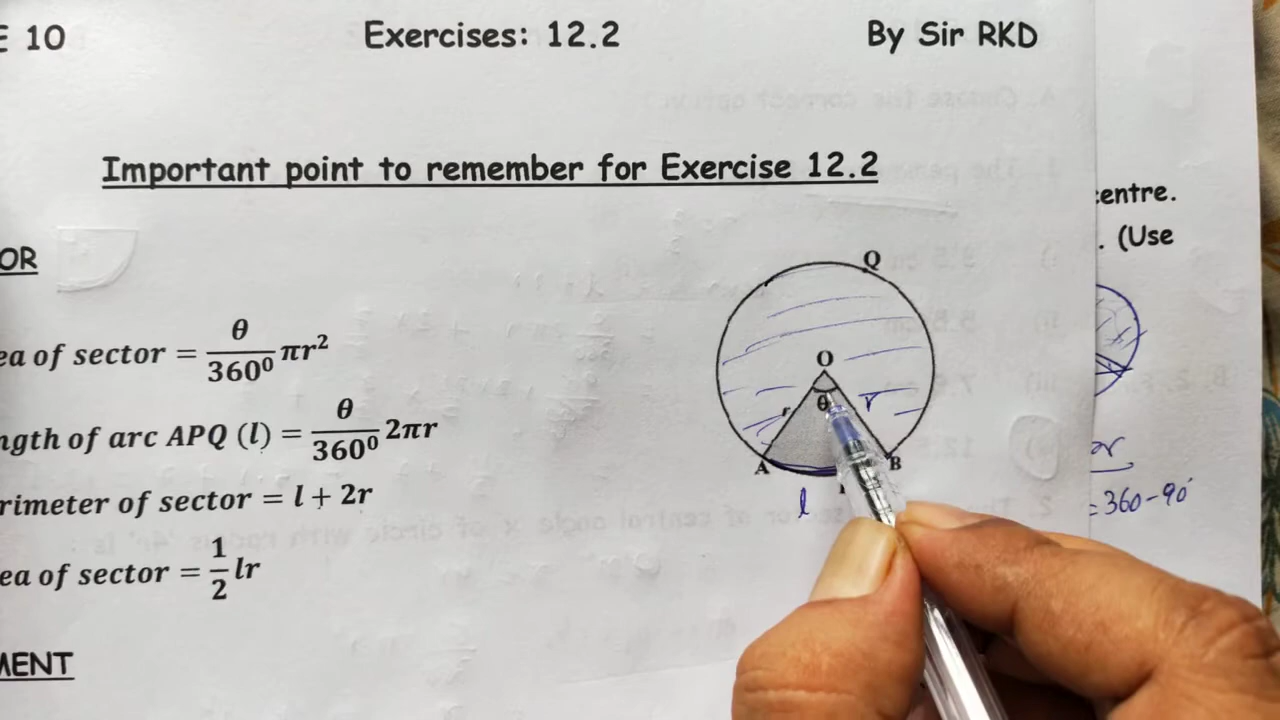 E 10 Exercises: 12.2 By Sir RKD
Important point to remember for Exercise 12.2
centre.
. (Use
OR
ea of sector = θ/360⁰ πr²
ngth of arc APQ (l) = θ/360⁰ 2πr
rimeter of sector = l + 2r
ea of sector = 1/2 lr
MENT
Q
O
θ
r r
A B
l
= 360-90°